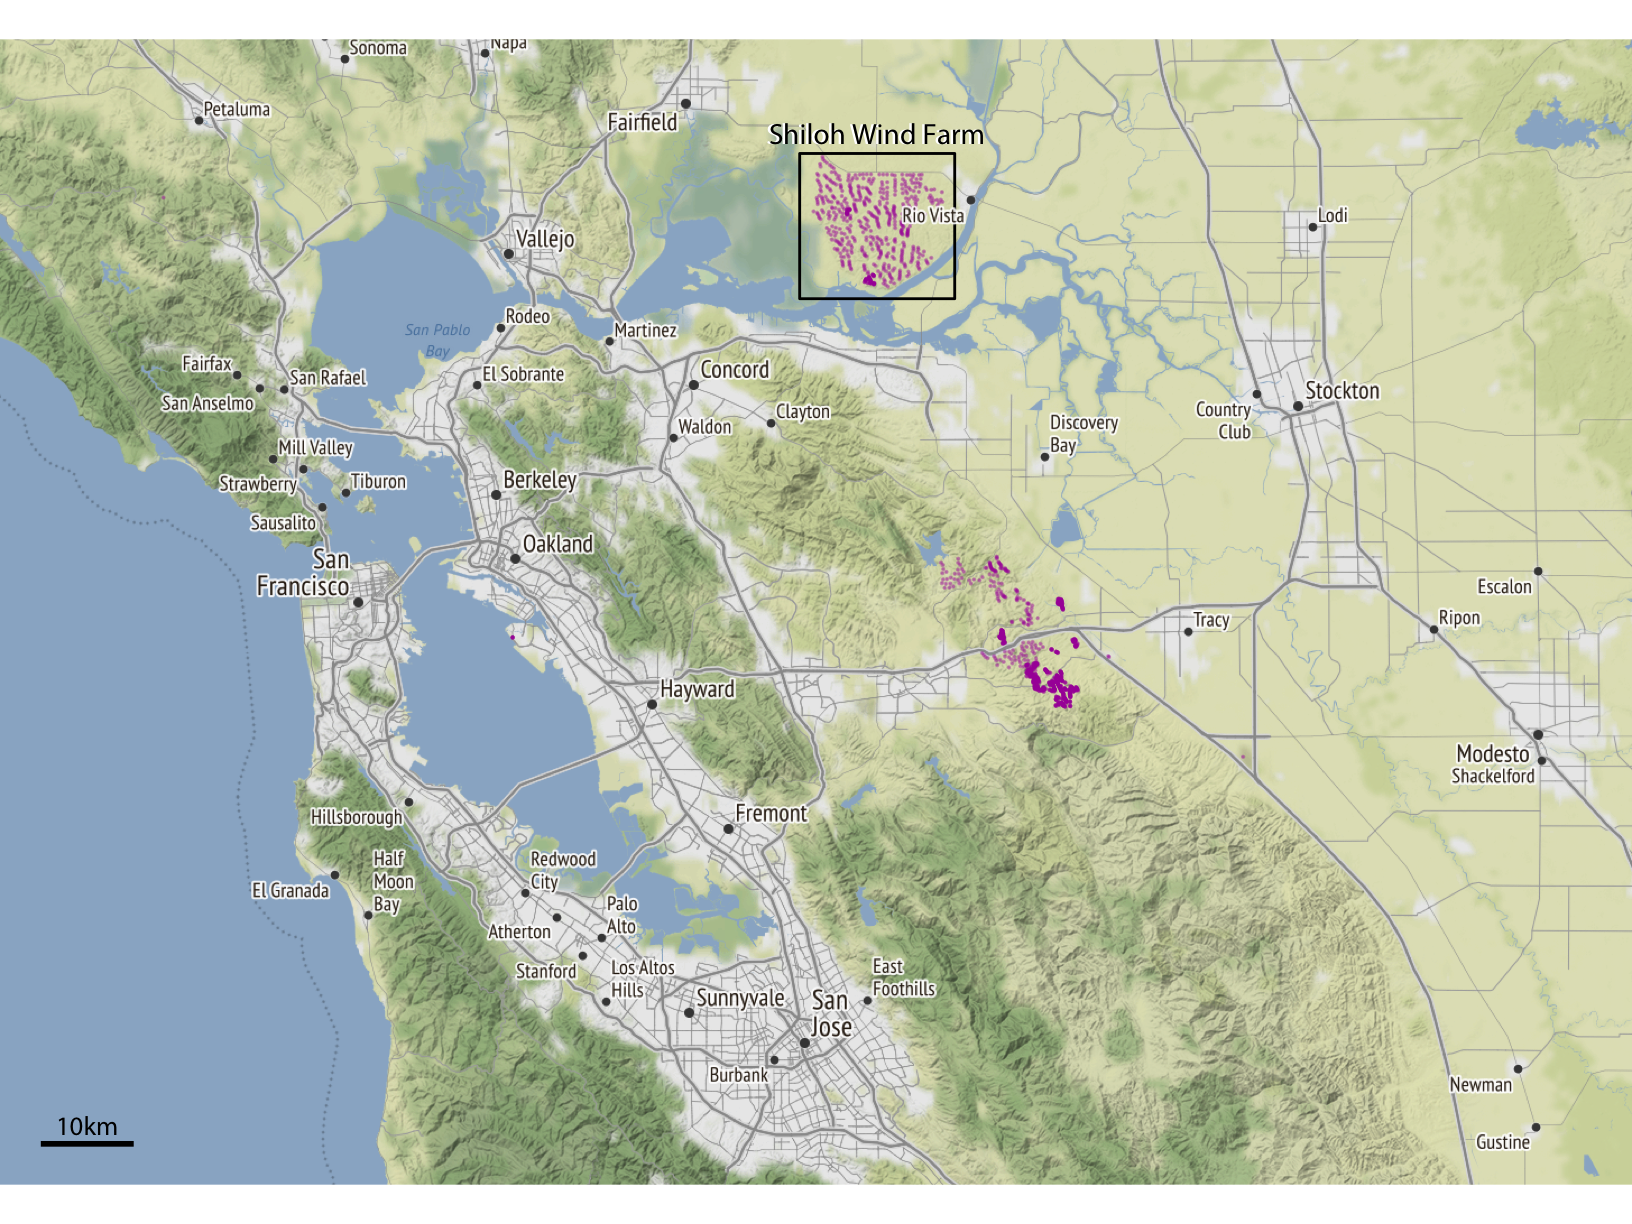 Sonoma
Napa
Petaluma
Fairfield
Shiloh Wind Farm
Rio Vista
Lodi
Vallejo
San Pablo
Bay
Rodeo
Martinez
Fairfax
San Rafael
San Anselmo
El Sobrante
Concord
Clayton
Waldon
Country
Club
Stockton
Discovery
Bay
Mill Valley
Strawberry
Tiburon
Sausalito
Berkeley
Oakland
San
Francisco
Escalon
Ripon
Tracy
Hayward
Modesto
Shackelford
Hillsborough
Fremont
Half
Moon
Bay
El Granada
Redwood
City
Palo
Alto
Atherton
Stanford
Los Altos
Hills
East
Foothills
Sunnyvale
San
Jose
Burbank
Newman
Gustine
10km